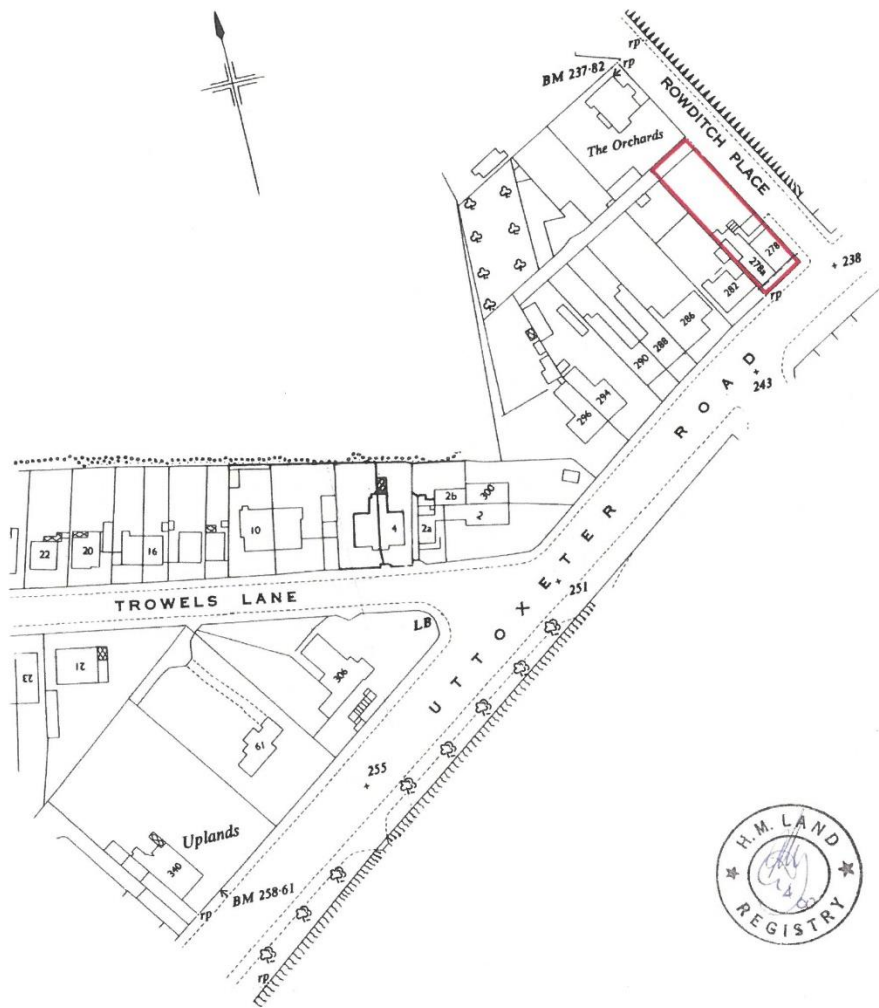 rp
BM 237·82
rp
ROWDITCH PLACE
The Orchards
278
278a
rp
282
+ 238
286
288
290
294
296
+
243
300
2b
2
2a
4
10
16
20
22
TROWELS LANE
UTTOXETER ROAD
+
251
LB
306
21
23
61
255
+
Uplands
340
BM 258·61
rp
rp
H.M. LAND
REGISTRY